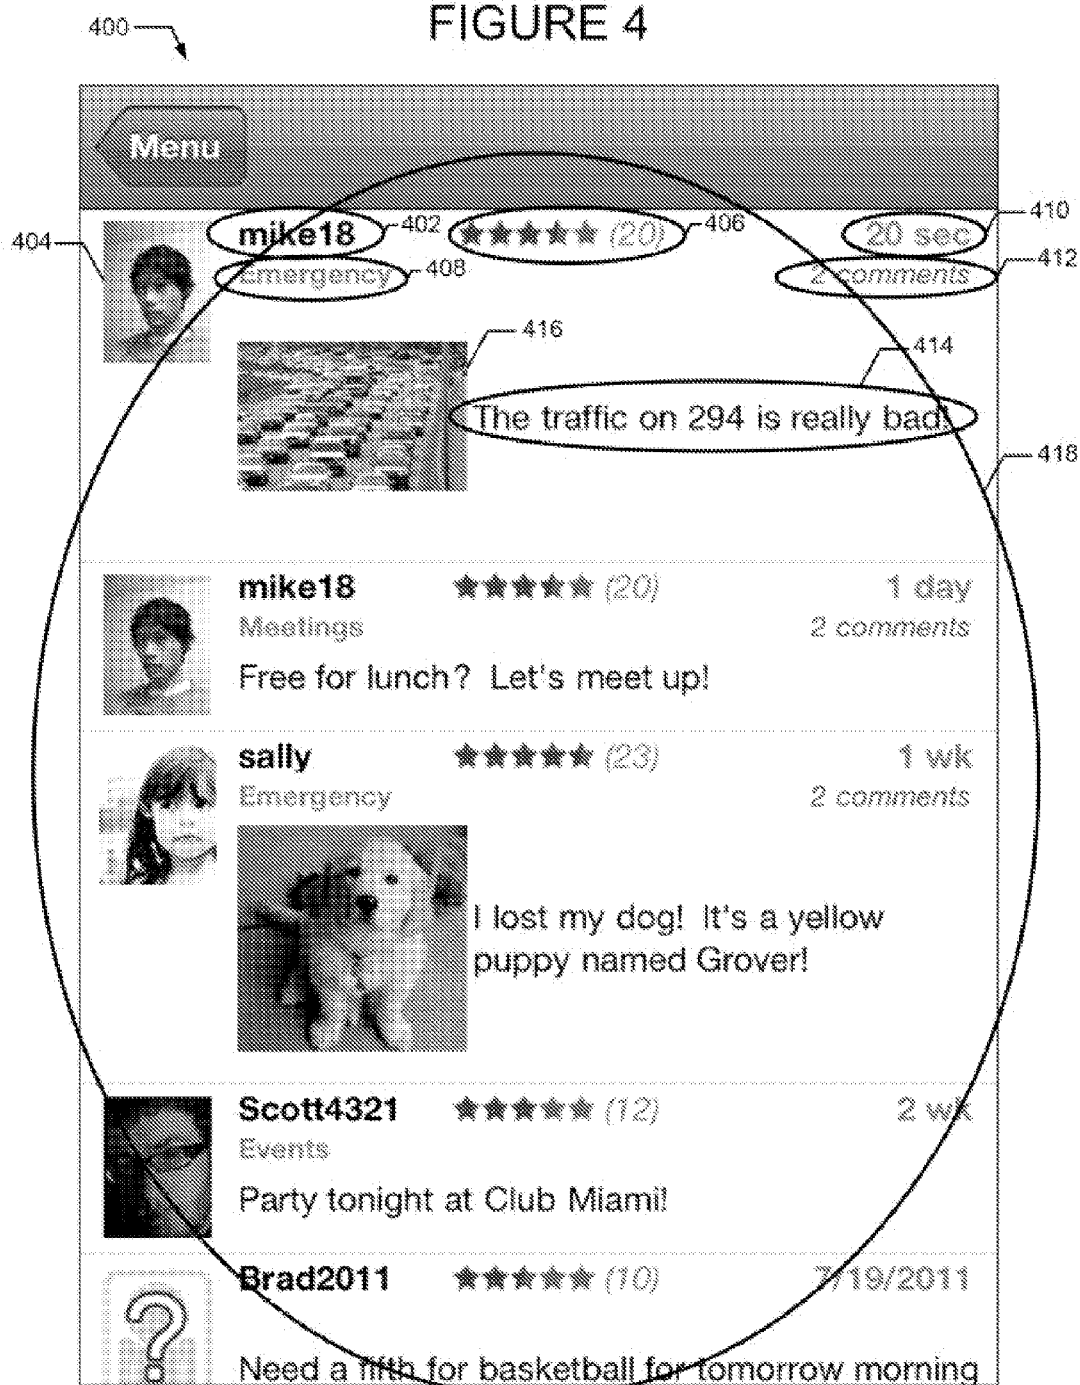 FIGURE 4
400
Menu
mike18 402 ★★★★★ (20) 406 20 sec 410
404
Emergency 408 2 comments 412
416
414
The traffic on 294 is really bad!
418
mike18 ★★★★★ (20) 1 day
Meetings 2 comments
Free for lunch? Let's meet up!
sally ★★★★★ (23) 1 wk
Emergency 2 comments
I lost my dog! It's a yellow
puppy named Grover!
Scott4321 ★★★★★ (12) 2 wk
Events
Party tonight at Club Miami!
Brad2011 ★★★★★ (10) 7/19/2011
?
Need a fifth for basketball for tomorrow morning